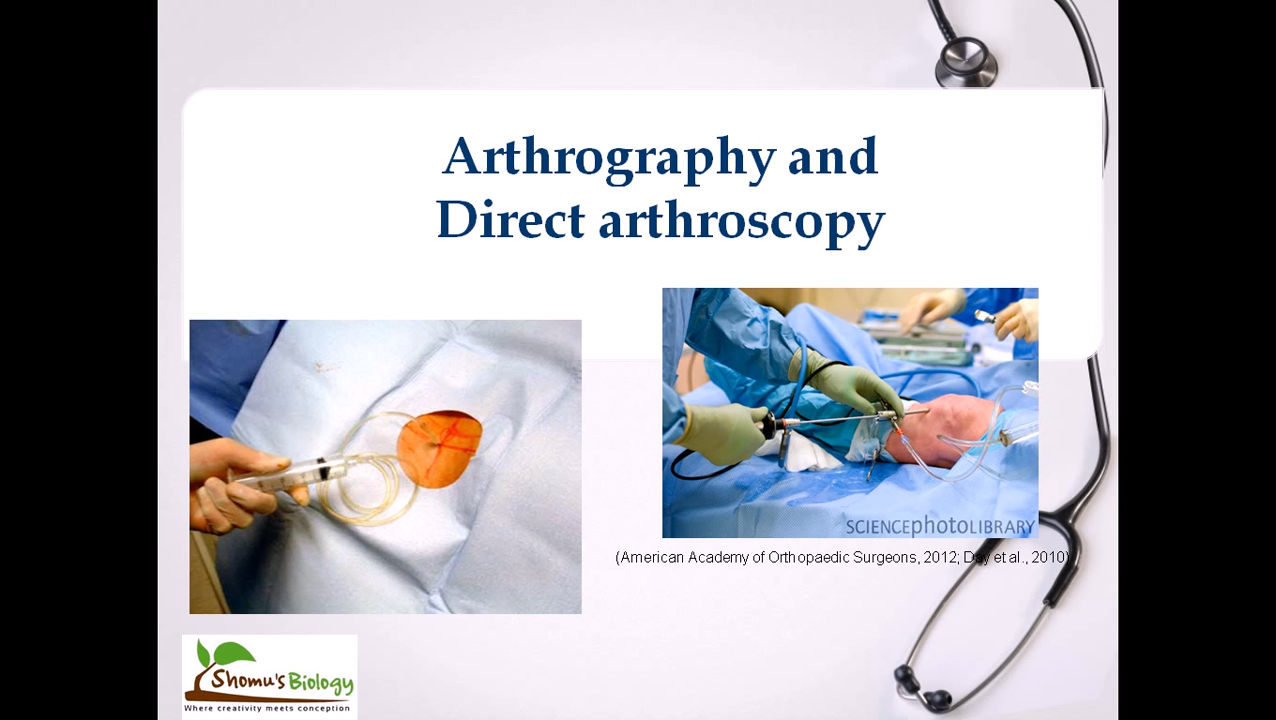 Arthrography and
Direct arthroscopy
SCIENCEphotoLIBRARY
(American Academy of Orthopaedic Surgeons, 2012; Day et al., 2010)
Shomu's Biology
Where creativity meets conception